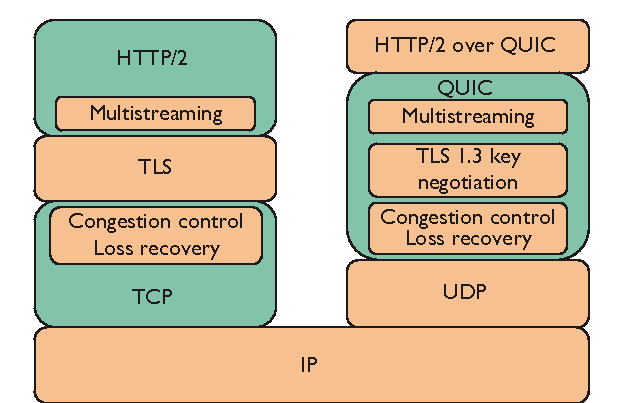 HTTP/2
Multistreaming
TLS
Congestion control
Loss recovery
TCP
HTTP/2 over QUIC
QUIC
Multistreaming
TLS 1.3 key
negotiation
Congestion control
Loss recovery
UDP
IP